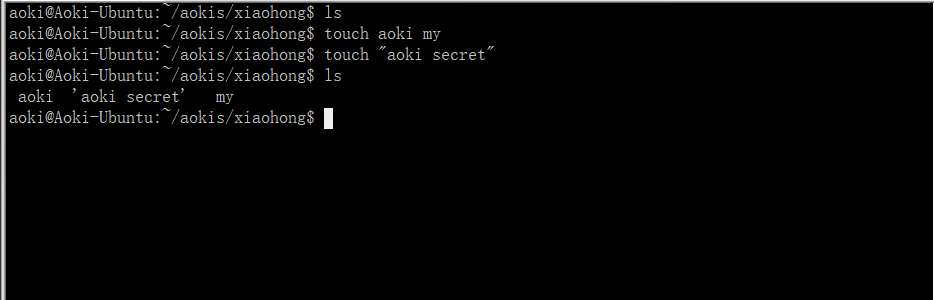 aoki@Aoki-Ubuntu:~/aokis/xiaohong$ ls
aoki@Aoki-Ubuntu:~/aokis/xiaohong$ touch aoki my
aoki@Aoki-Ubuntu:~/aokis/xiaohong$ touch "aoki secret"
aoki@Aoki-Ubuntu:~/aokis/xiaohong$ ls
 aoki  'aoki secret'   my
aoki@Aoki-Ubuntu:~/aokis/xiaohong$